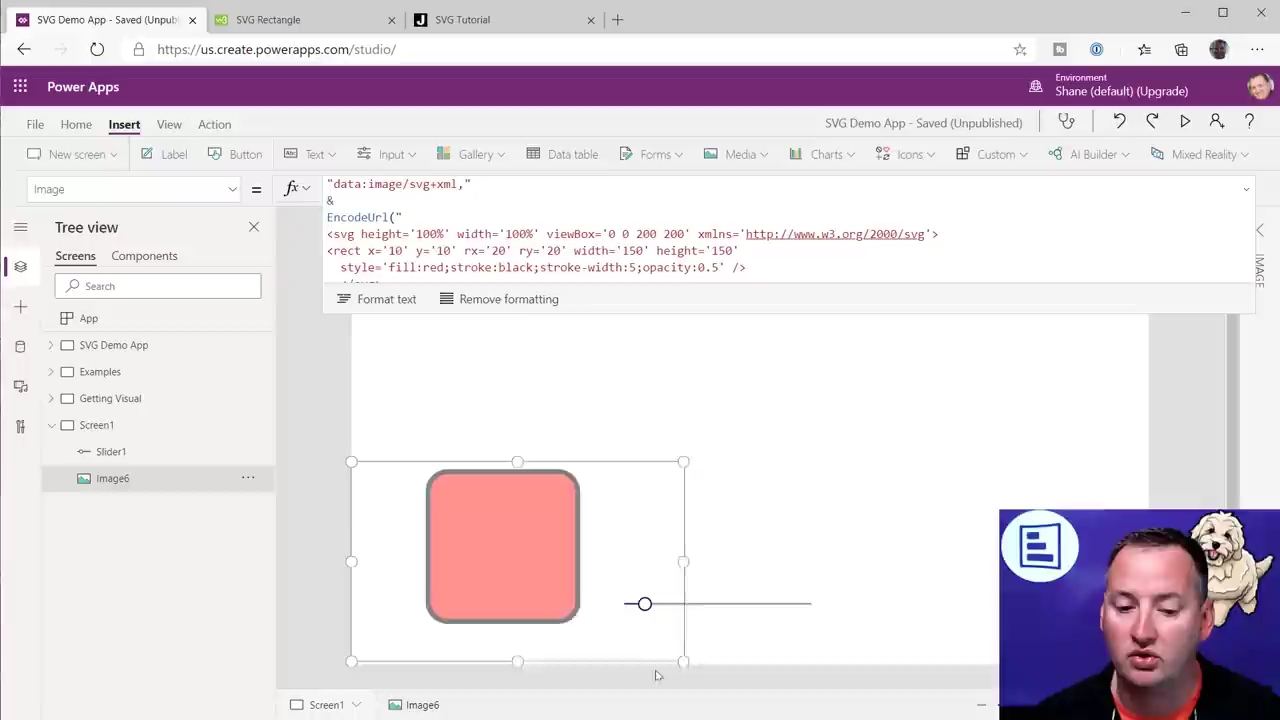 SVG Demo App - Saved (Unpubl
SVG Rectangle
SVG Tutorial
https://us.create.powerapps.com/studio/
Power Apps
Environment
Shane (default) (Upgrade)
File
Home
Insert
View
Action
SVG Demo App - Saved (Unpublished)
New screen
Label
Button
Text
Input
Gallery
Data table
Forms
Media
Charts
Icons
Custom
AI Builder
Mixed Reality
Image
=
fx
"data:image/svg+xml,"
&
EncodeUrl("
<svg height='100%' width='100%' viewBox='0 0 200 200' xmlns='http://www.w3.org/2000/svg'>
<rect x='10' y='10' rx='20' ry='20' width='150' height='150'
style='fill:red;stroke:black;stroke-width:5;opacity:0.5' />
Format text
Remove formatting
Tree view
Screens
Components
Search
App
SVG Demo App
Examples
Getting Visual
Screen1
Slider1
Image6
IMAGE
Screen1
Image6